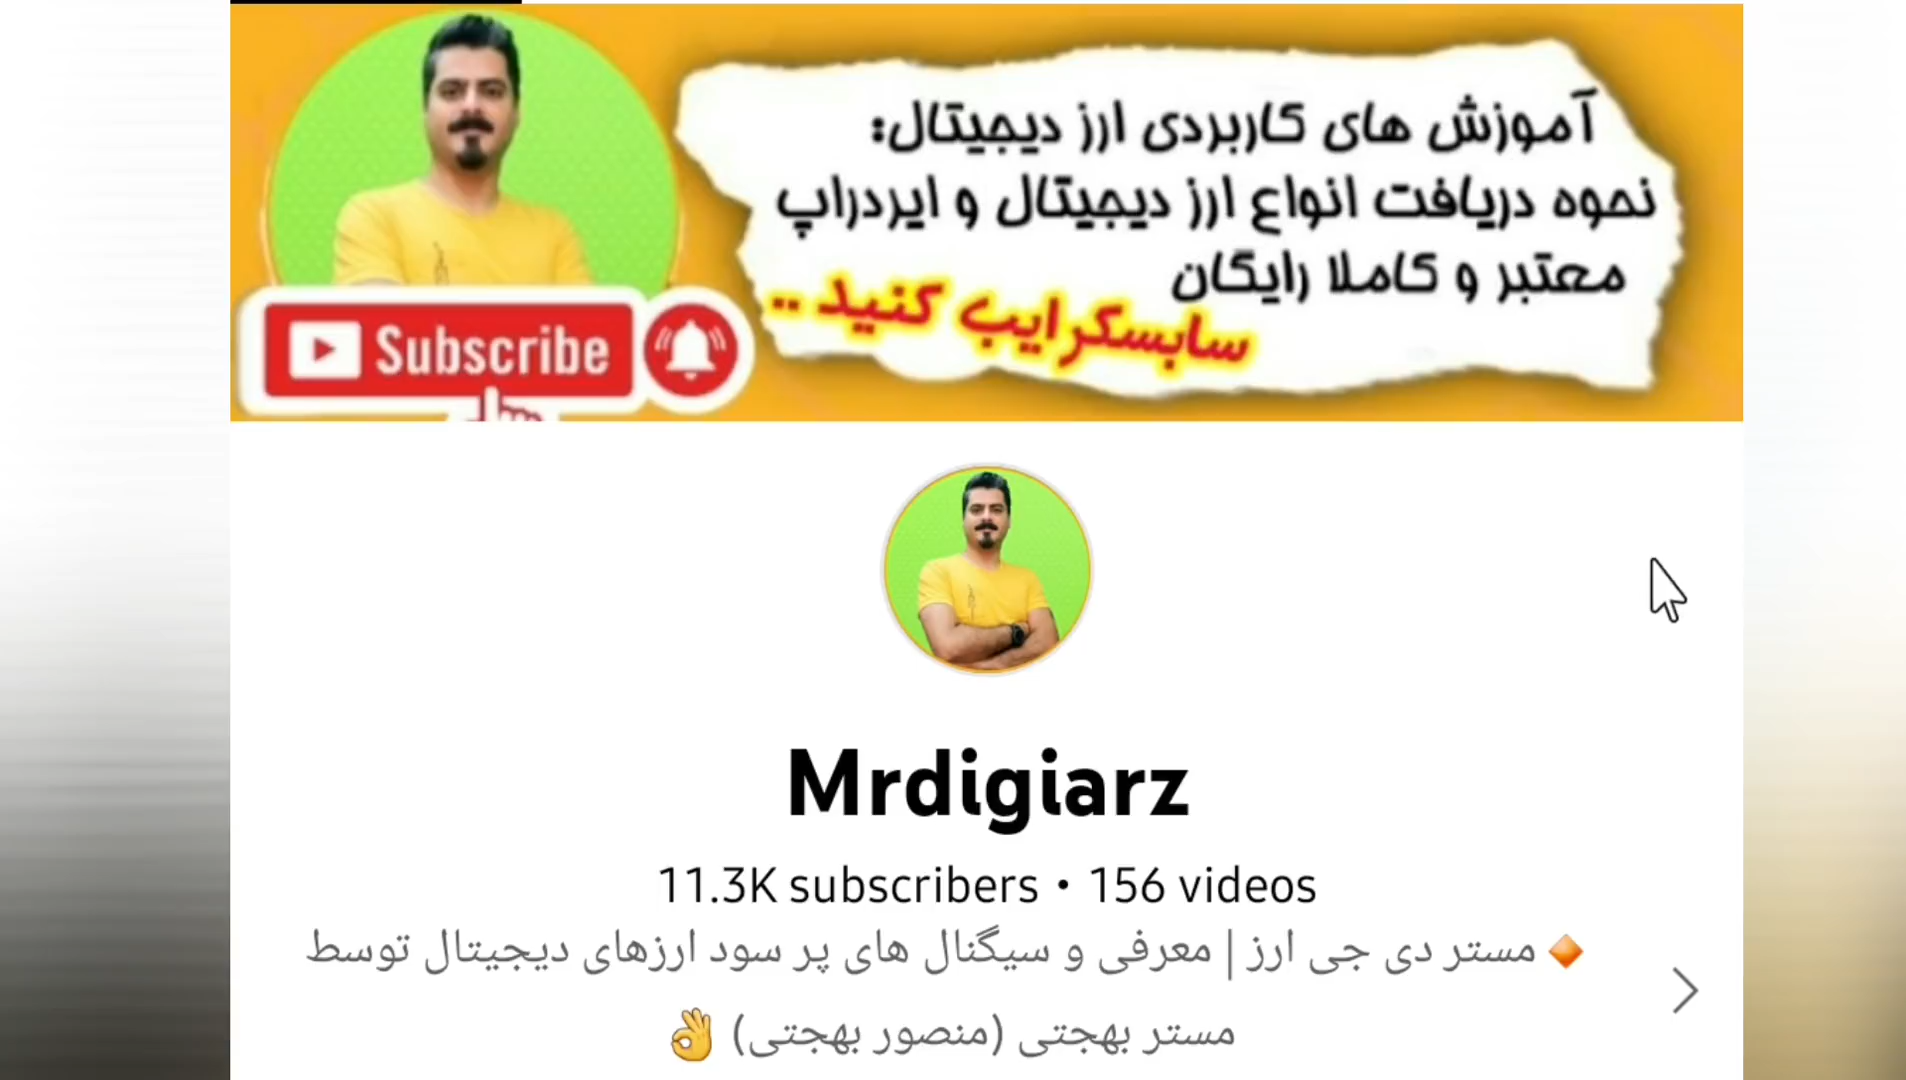 آموزش های کاربردی ارز دیجیتال:
نحوه دریافت انواع ارز دیجیتال و ایردراپ
معتبر و کاملا رایگان
سابسکرایب کنید ..
Subscribe
Mrdigiarz
11.3K subscribers • 156 videos
🔸مستر دی جی ارز | معرفی و سیگنال های پر سود ارزهای دیجیتال توسط
مستر بهجتی (منصور بهجتی) 👌